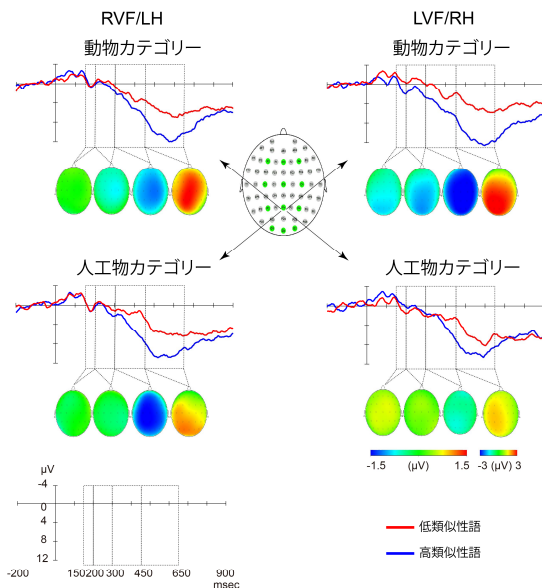 RVF/LH
動物カテゴリー
LVF/RH
動物カテゴリー
人工物カテゴリー
人工物カテゴリー
-1.5 (μV) 1.5
-3 (μV) 3
μV
-4
0
4
8
12
-200 150 200 300 450 650 900
msec
低類似性語
高類似性語